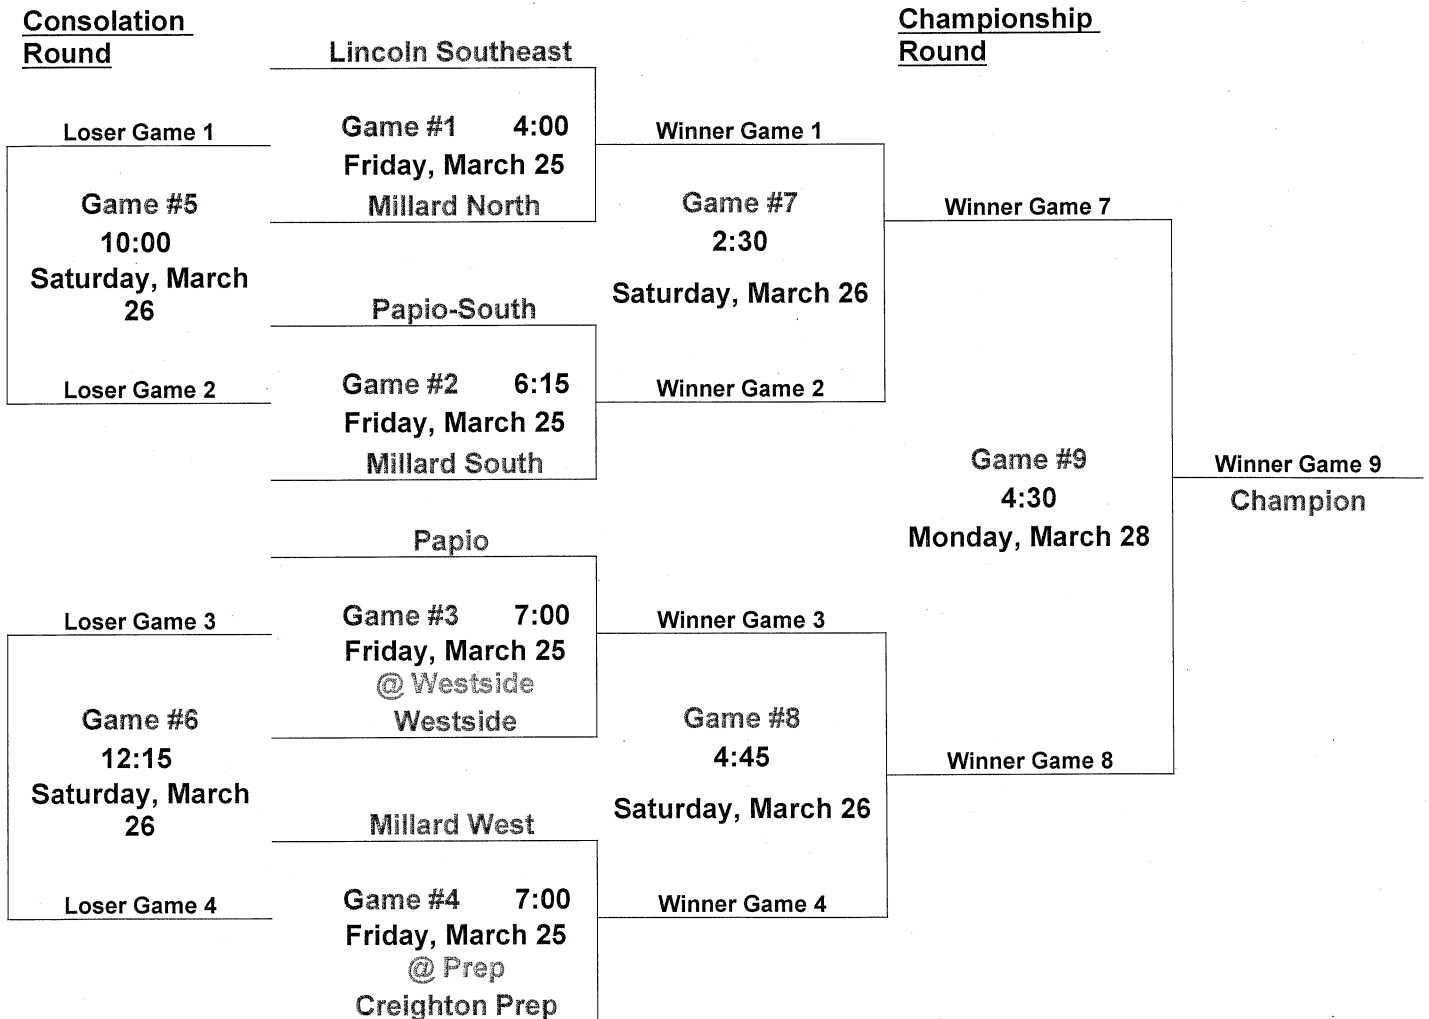 Consolation
Round
Championship
Round
Lincoln Southeast
Loser Game 1
Game #1 4:00
Friday, March 25
Millard North
Winner Game 1
Game #5
10:00
Saturday, March
26
Game #7
2:30
Saturday, March 26
Winner Game 7
Papio-South
Loser Game 2
Game #2 6:15
Friday, March 25
Millard South
Winner Game 2
Game #9
4:30
Monday, March 28
Winner Game 9
Champion
Papio
Loser Game 3
Game #3 7:00
Friday, March 25
@ Westside
Westside
Winner Game 3
Game #6
12:15
Saturday, March
26
Game #8
4:45
Saturday, March 26
Winner Game 8
Millard West
Loser Game 4
Game #4 7:00
Friday, March 25
@ Prep
Creighton Prep
Winner Game 4